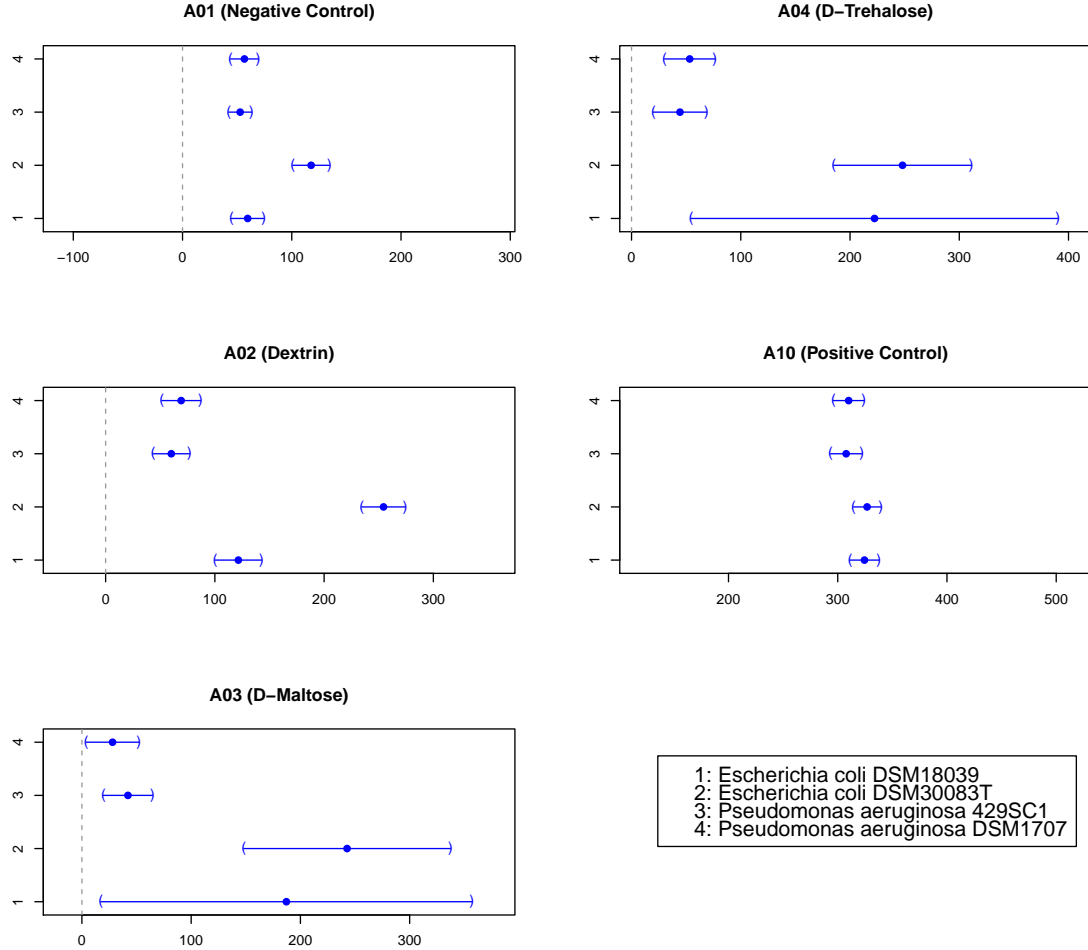 A01 (Negative Control)
4
3
2
1
−100 0 100 200 300
A04 (D−Trehalose)
4
3
2
1
0 100 200 300 400
A02 (Dextrin)
4
3
2
1
0 100 200 300
A10 (Positive Control)
4
3
2
1
200 300 400 500
A03 (D−Maltose)
4
3
2
1
0 100 200 300
1: Escherichia coli DSM18039
2: Escherichia coli DSM30083T
3: Pseudomonas aeruginosa 429SC1
4: Pseudomonas aeruginosa DSM1707